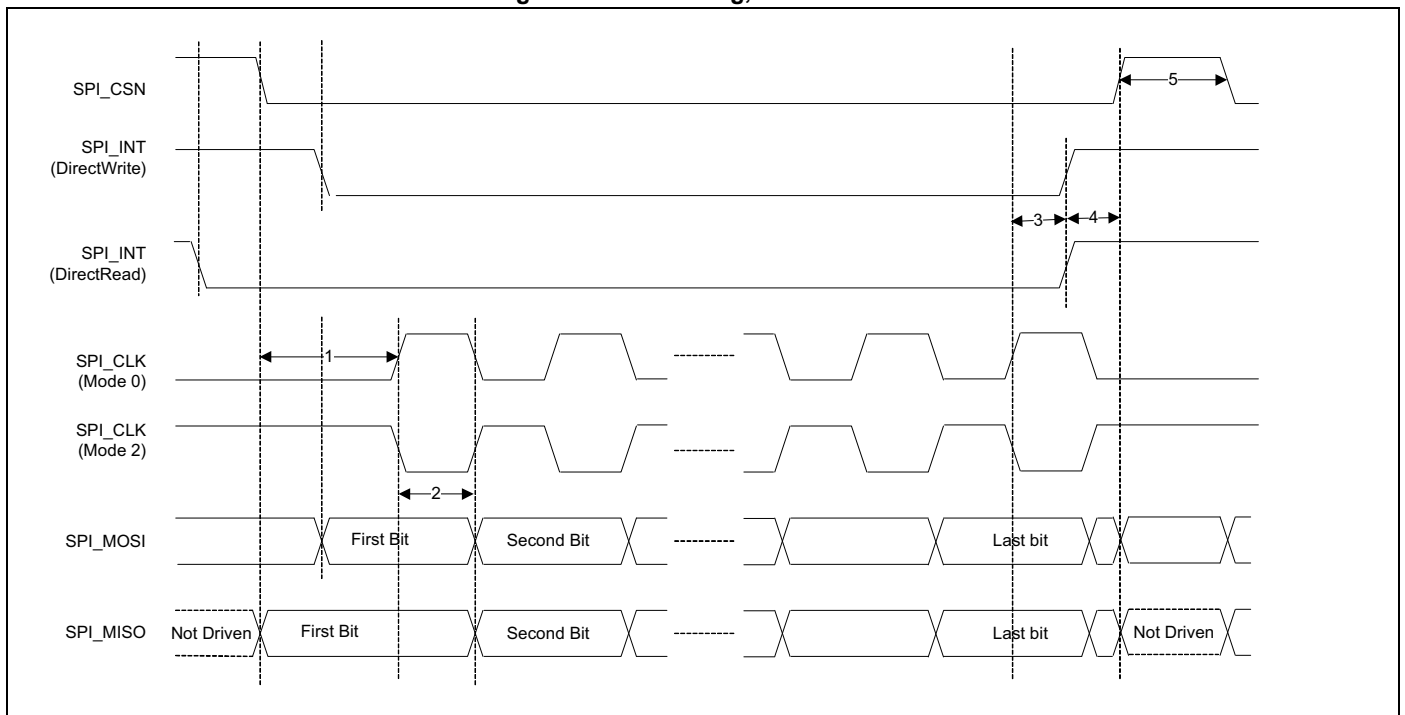 SPI_CSN
5
SPI_INT
(DirectWrite)
3
4
SPI_INT
(DirectRead)
1
SPI_CLK
(Mode 0)
SPI_CLK
(Mode 2)
2
SPI_MOSI
First Bit
Second Bit
Last bit
SPI_MISO
Not Driven
First Bit
Second Bit
Last bit
Not Driven